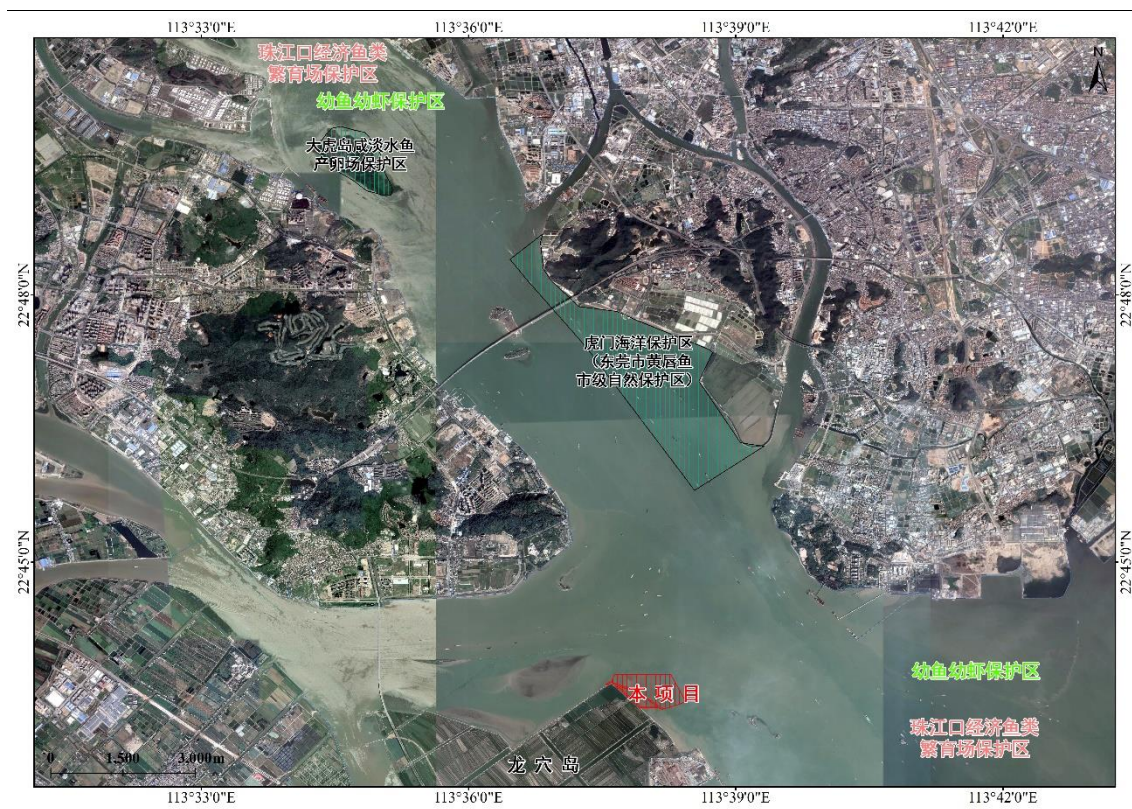 113°33'0"E
113°36'0"E
113°39'0"E
113°42'0"E
珠江口经济鱼类
繁育场保护区
幼鱼幼虾保护区
N
大虎岛咸淡水鱼
产卵场保护区
22°48'0"N
22°48'0"N
虎门海洋保护区
(东莞市黄唇鱼
市级自然保护区)
22°45'0"N
22°45'0"N
幼鱼幼虾保护区
本项目
珠江口经济鱼类
繁育场保护区
0 1,500 3,000m
龙穴岛
113°33'0"E
113°36'0"E
113°39'0"E
113°42'0"E